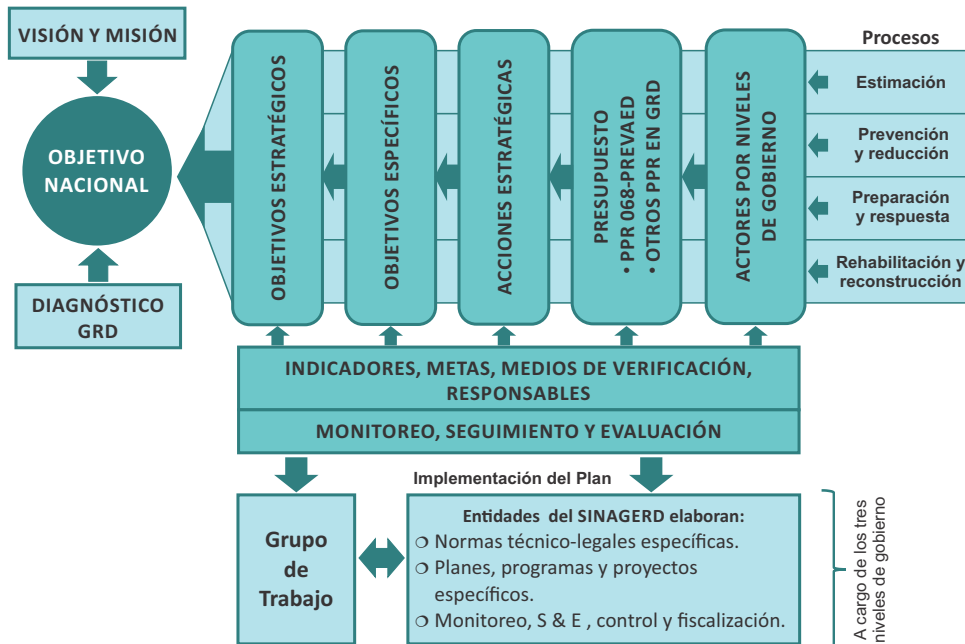 VISIÓN Y MISIÓN
OBJETIVO
NACIONAL
DIAGNÓSTICO
GRD
OBJETIVOS ESTRATÉGICOS
OBJETIVOS ESPECÍFICOS
ACCIONES ESTRATÉGICAS
PRESUPUESTO
• PPR 068-PREVAED
• OTROS PPR EN GRD
ACTORES POR NIVELES
DE GOBIERNO
Procesos
Estimación
Prevención
y reducción
Preparación
y respuesta
Rehabilitación y
reconstrucción
INDICADORES, METAS, MEDIOS DE VERIFICACIÓN,
RESPONSABLES
MONITOREO, SEGUIMIENTO Y EVALUACIÓN
Implementación del Plan
Grupo
de
Trabajo
Entidades del SINAGERD elaboran:
❍ Normas técnico-legales específicas.
❍ Planes, programas y proyectos
específicos.
❍ Monitoreo, S & E , control y fiscalización.
A cargo de los tres
niveles de gobierno